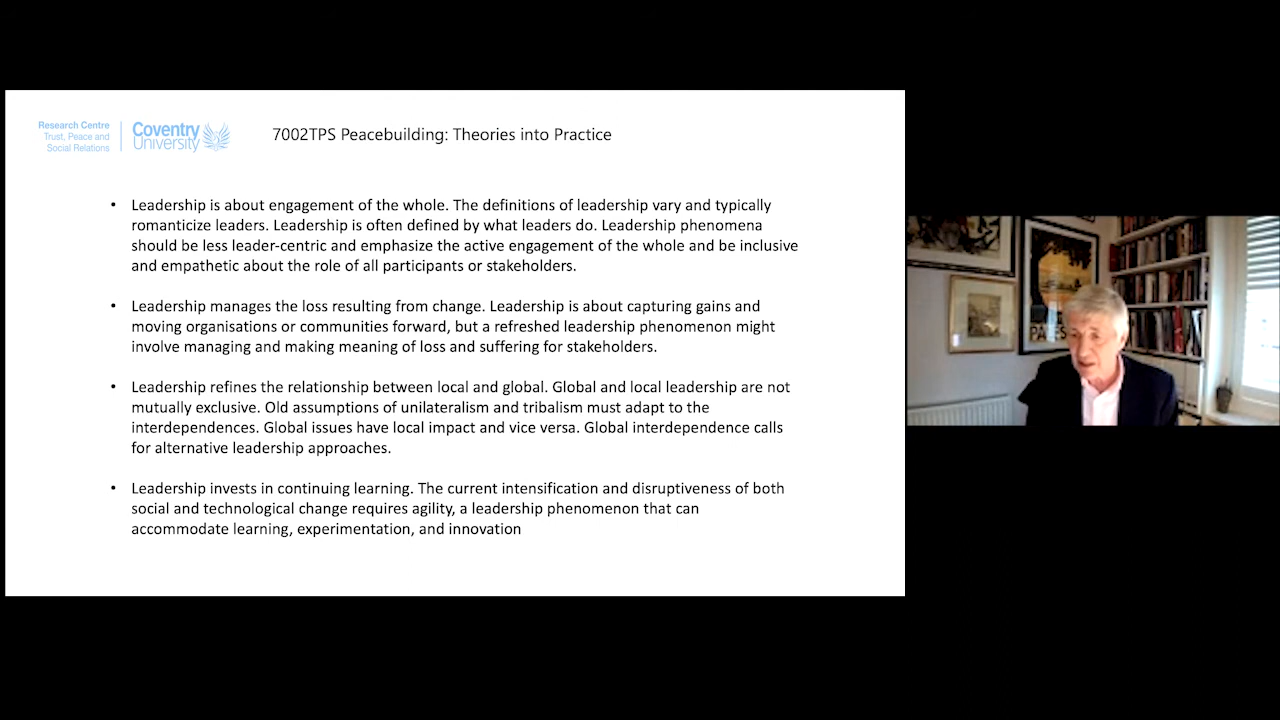 Research Centre
Trust, Peace and
Social Relations
Coventry
University
7002TPS Peacebuilding: Theories into Practice
• Leadership is about engagement of the whole. The definitions of leadership vary and typically
romanticize leaders. Leadership is often defined by what leaders do. Leadership phenomena
should be less leader-centric and emphasize the active engagement of the whole and be inclusive
and empathetic about the role of all participants or stakeholders.
• Leadership manages the loss resulting from change. Leadership is about capturing gains and
moving organisations or communities forward, but a refreshed leadership phenomenon might
involve managing and making meaning of loss and suffering for stakeholders.
• Leadership refines the relationship between local and global. Global and local leadership are not
mutually exclusive. Old assumptions of unilateralism and tribalism must adapt to the
interdependences. Global issues have local impact and vice versa. Global interdependence calls
for alternative leadership approaches.
• Leadership invests in continuing learning. The current intensification and disruptiveness of both
social and technological change requires agility, a leadership phenomenon that can
accommodate learning, experimentation, and innovation